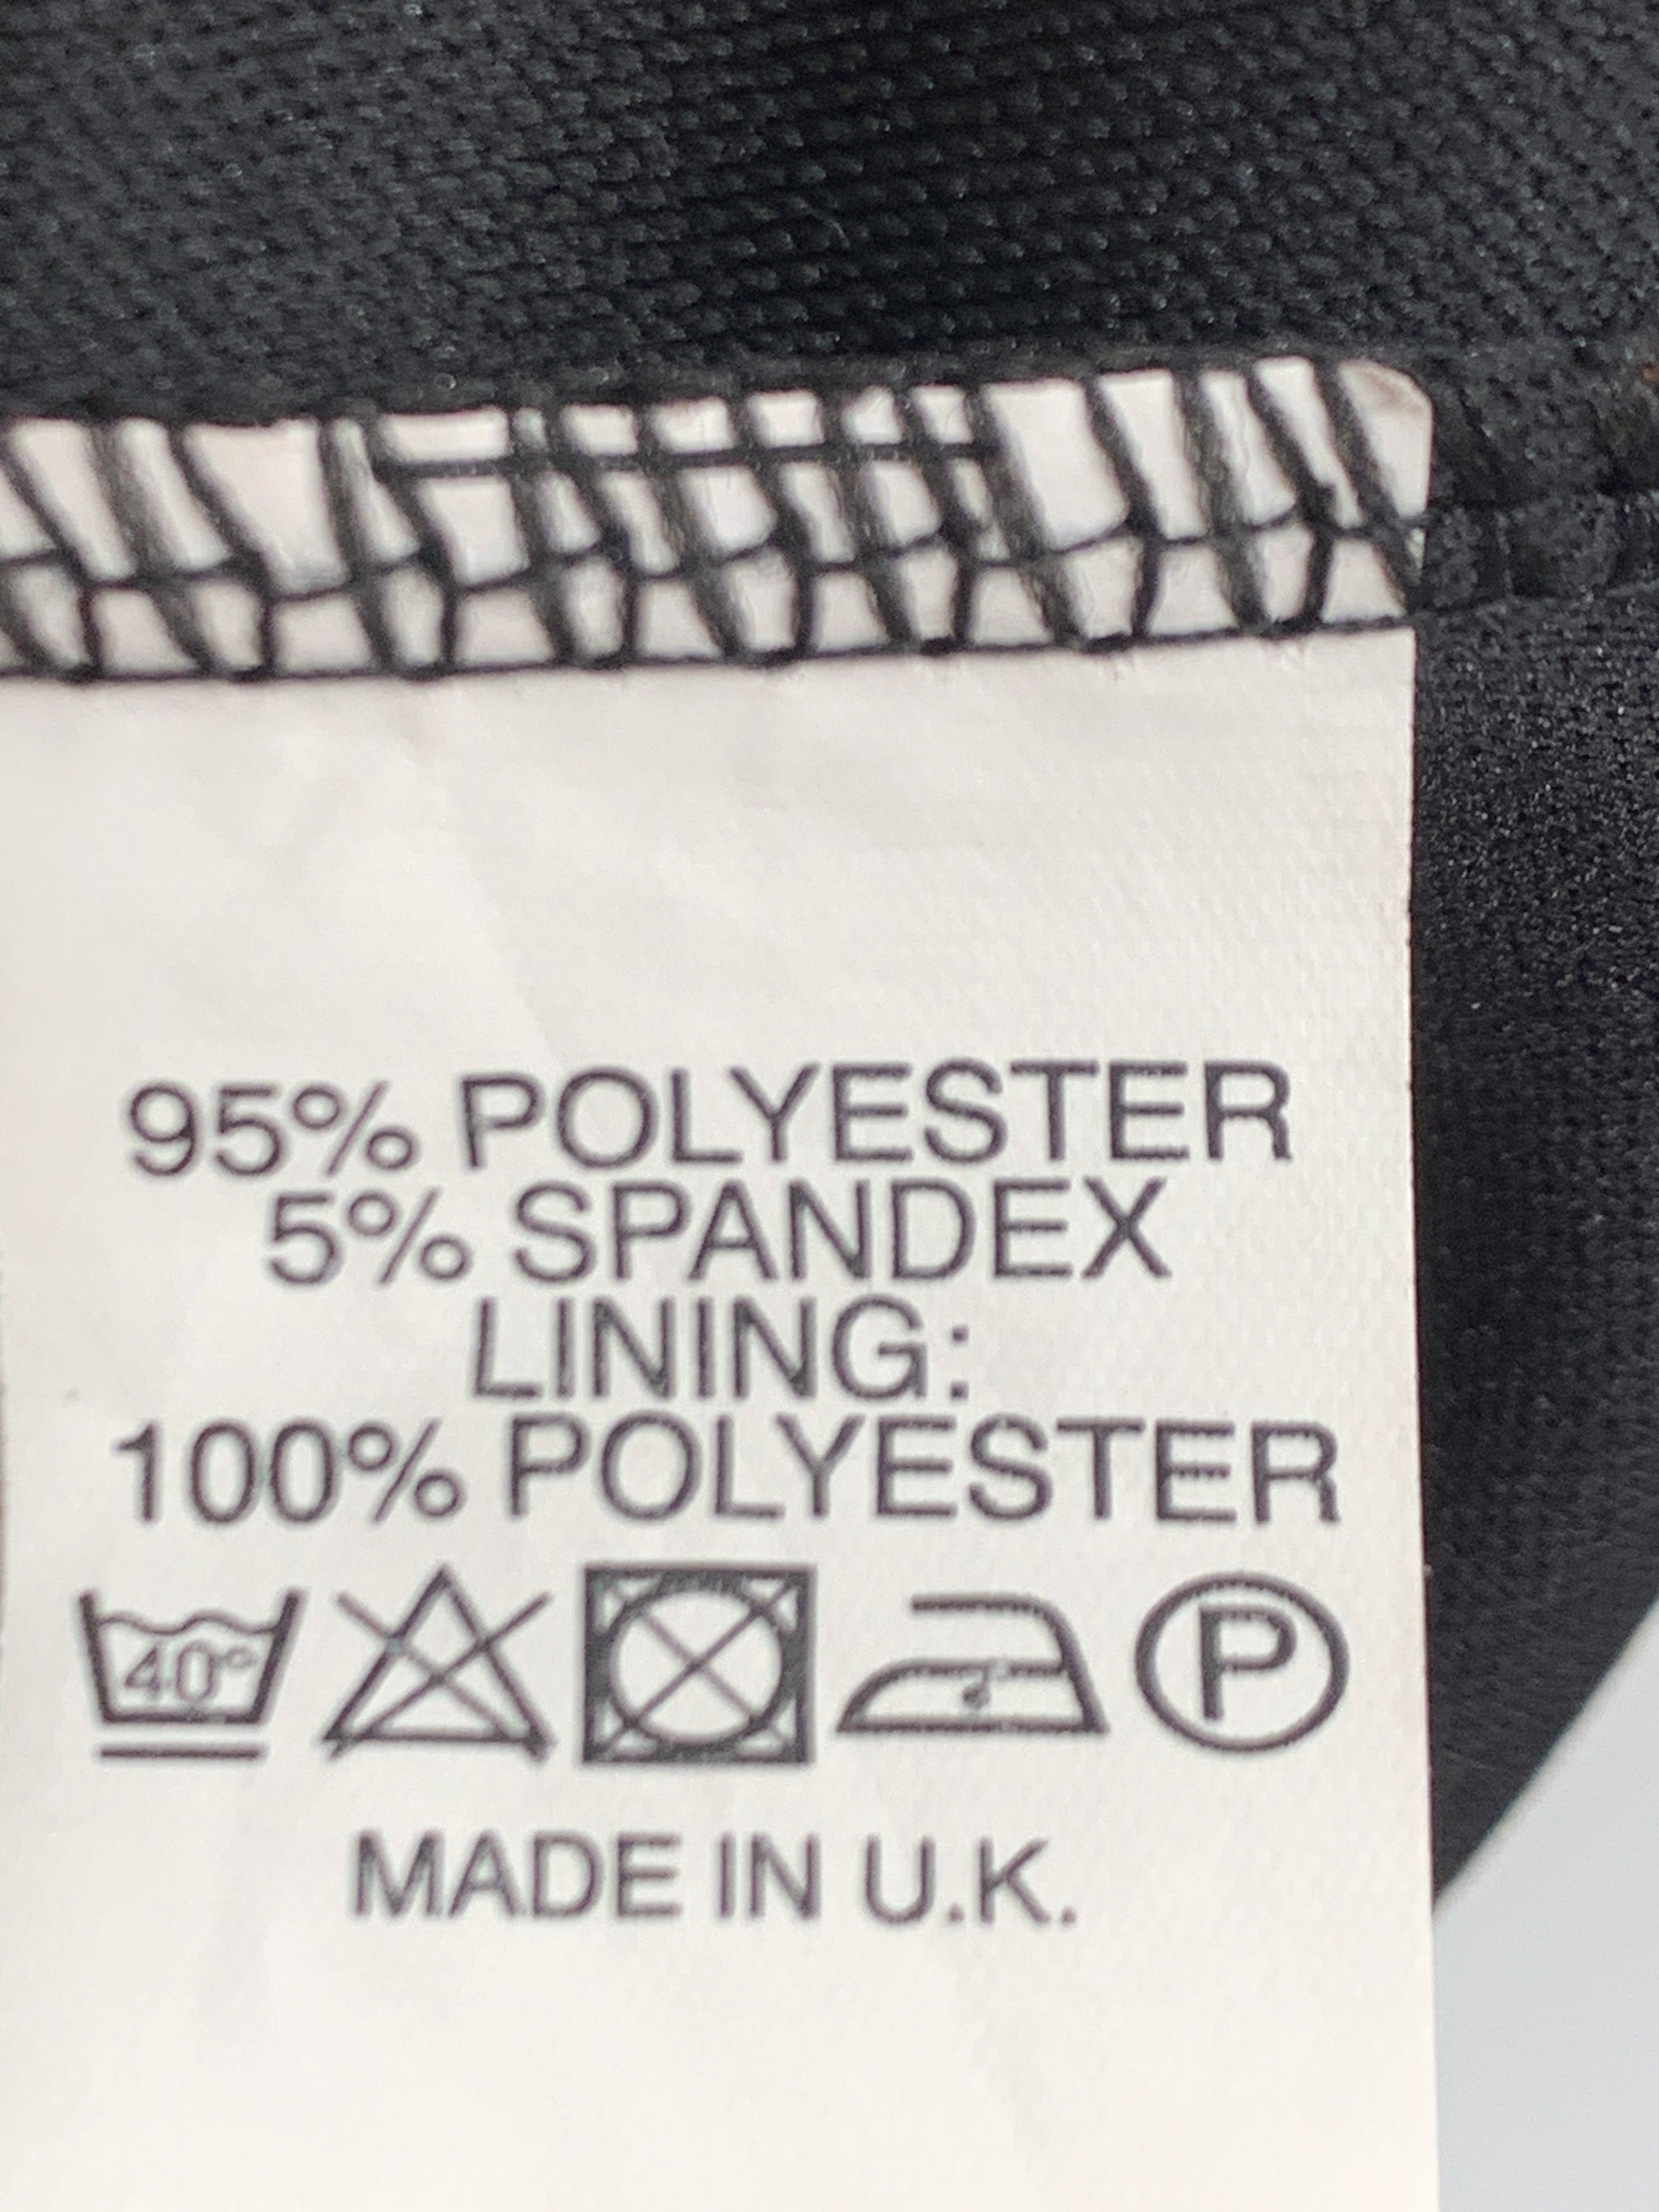 95% POLYESTER
5% SPANDEX
LINING:
100% POLYESTER
40° P
MADE IN U.K.